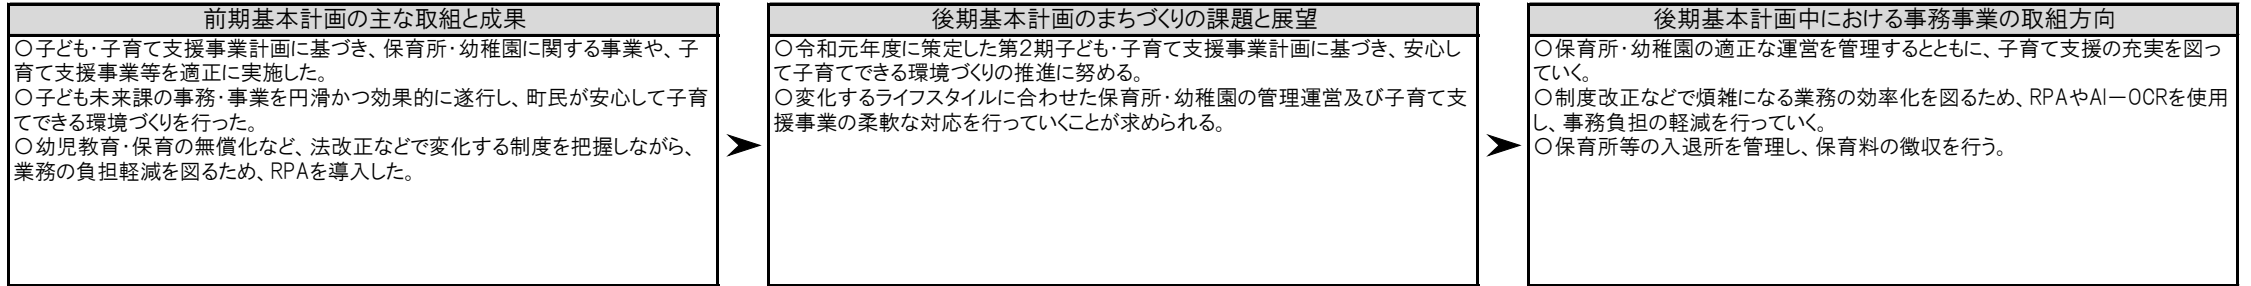 前期基本計画の主な取組と成果
○子ども・子育て支援事業計画に基づき、保育所・幼稚園に関する事業や、子
育て支援事業等を適正に実施した。
○子ども未来課の事務・事業を円滑かつ効果的に遂行し、町民が安心して子育
てできる環境づくりを行った。
○幼児教育・保育の無償化など、法改正などで変化する制度を把握しながら、
業務の負担軽減を図るため、RPAを導入した。
後期基本計画のまちづくりの課題と展望
○令和元年度に策定した第2期子ども・子育て支援事業計画に基づき、安心し
て子育てできる環境づくりの推進に努める。
○変化するライフスタイルに合わせた保育所・幼稚園の管理運営及び子育て支
援事業の柔軟な対応を行っていくことが求められる。
後期基本計画中における事務事業の取組方向
○保育所・幼稚園の適正な運営を管理するとともに、子育て支援の充実を図っ
ていく。
○制度改正などで煩雑になる業務の効率化を図るため、RPAやAI－OCRを使用
し、事務負担の軽減を行っていく。
○保育所等の入退所を管理し、保育料の徴収を行う。